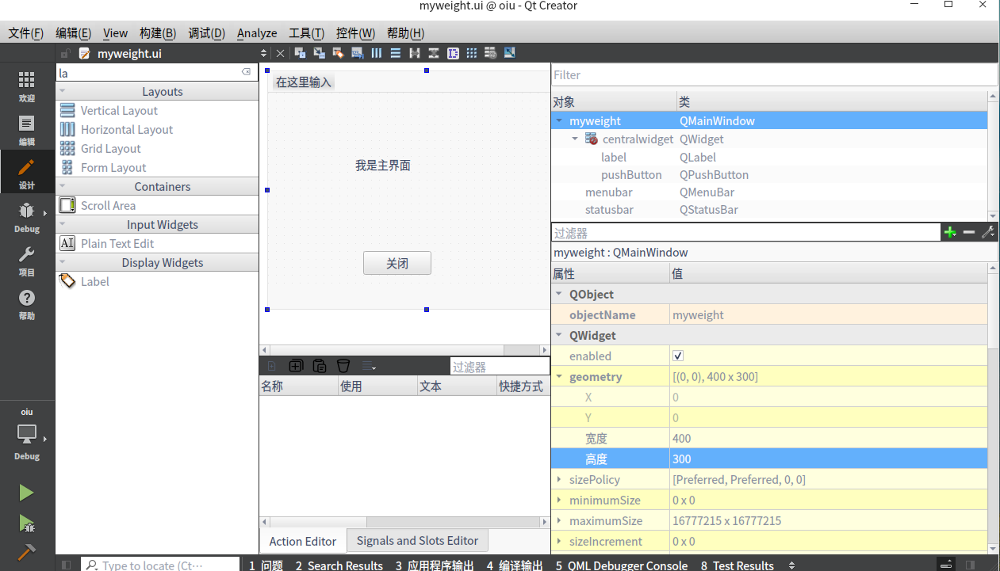 myweight.ui @ oiu - Qt Creator
文件(F) 编辑(E) View 构建(B) 调试(D) Analyze 工具(T) 控件(W) 帮助(H)
myweight.ui
欢迎
编辑
设计
Debug
项目
帮助
oiu
Debug
la
Layouts
Vertical Layout
Horizontal Layout
Grid Layout
Form Layout
Containers
Scroll Area
Input Widgets
AI Plain Text Edit
Display Widgets
Label
在这里输入
我是主界面
关闭
过滤器
名称 使用 文本 快捷方式
Action Editor Signals and Slots Editor
Filter
对象 类
myweight QMainWindow
centralwidget QWidget
label QLabel
pushButton QPushButton
menubar QMenuBar
statusbar QStatusBar
过滤器
myweight : QMainWindow
属性 值
QObject
objectName myweight
QWidget
enabled
geometry [(0, 0), 400 x 300]
X 0
Y 0
宽度 400
高度 300
sizePolicy [Preferred, Preferred, 0, 0]
minimumSize 0 x 0
maximumSize 16777215 x 16777215
sizeIncrement 0 x 0
Type to locate (Ct···
1 问题 2 Search Results 3 应用程序输出 4 编译输出 5 QML Debugger Console 8 Test Results